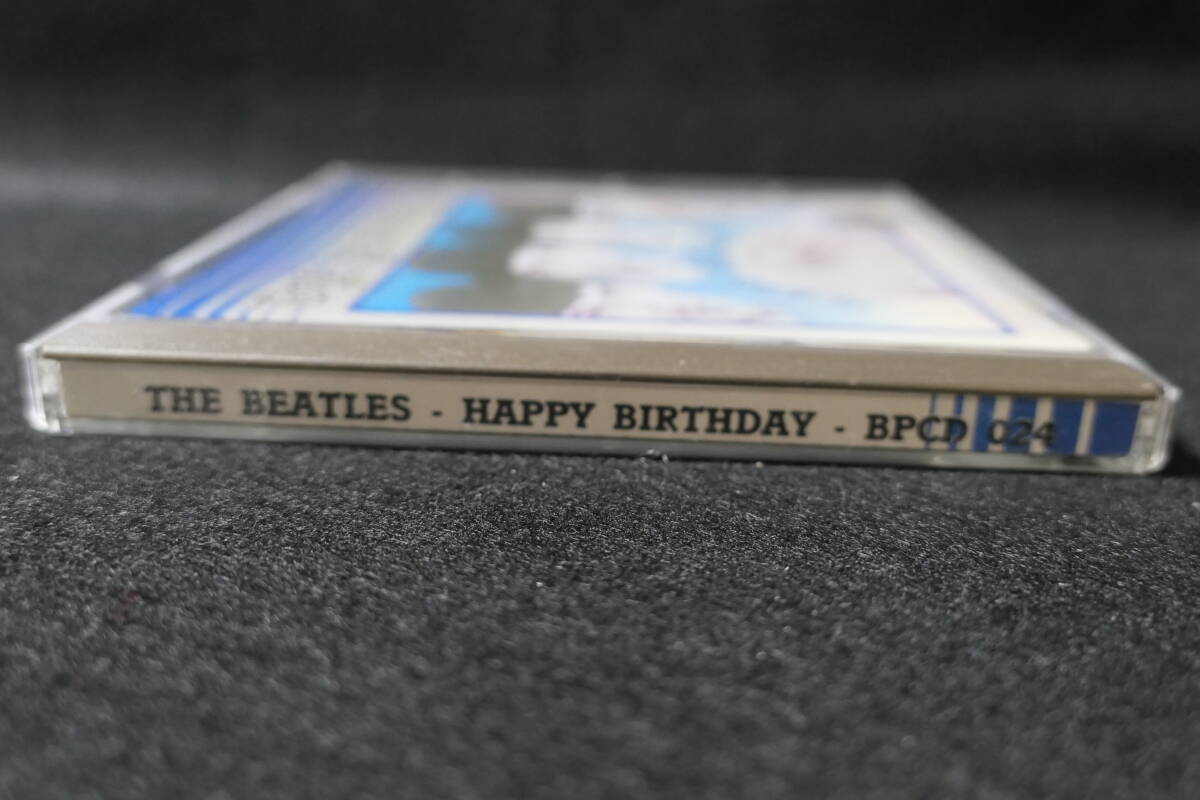 THE BEATLES - HAPPY BIRTHDAY - BPCD 024